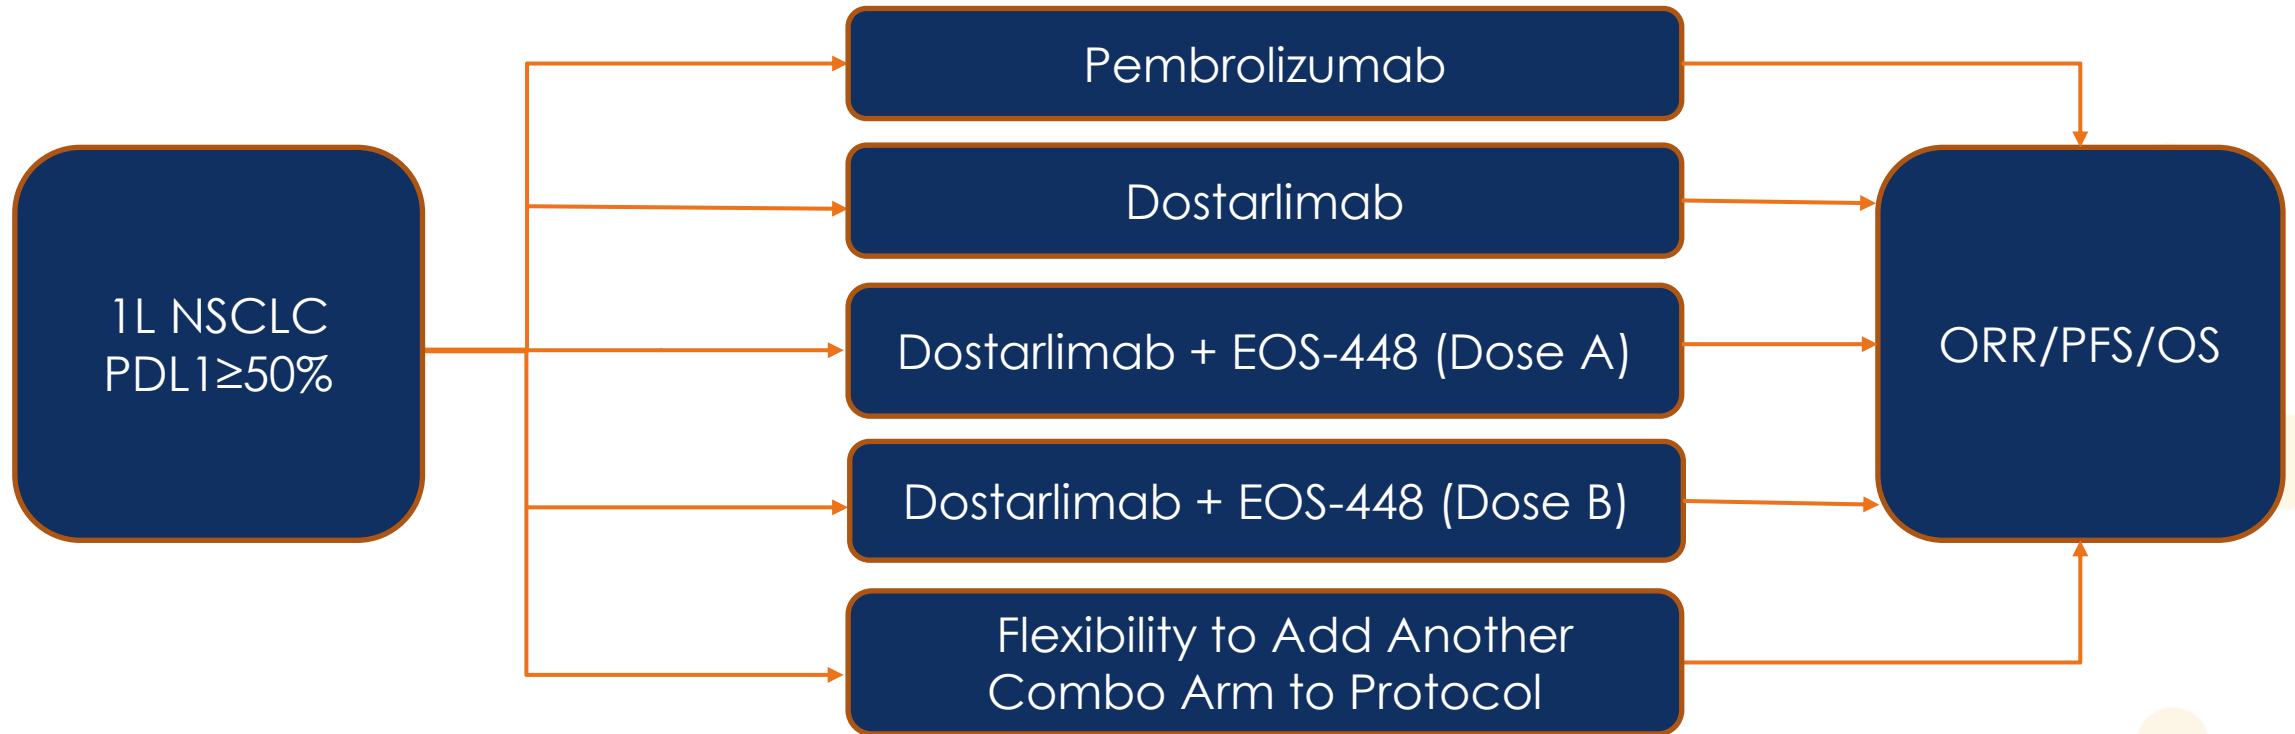 1L NSCLC
PDL1≥50%
Pembrolizumab
Dostarlimab
Dostarlimab + EOS-448 (Dose A)
Dostarlimab + EOS-448 (Dose B)
Flexibility to Add Another
Combo Arm to Protocol
ORR/PFS/OS